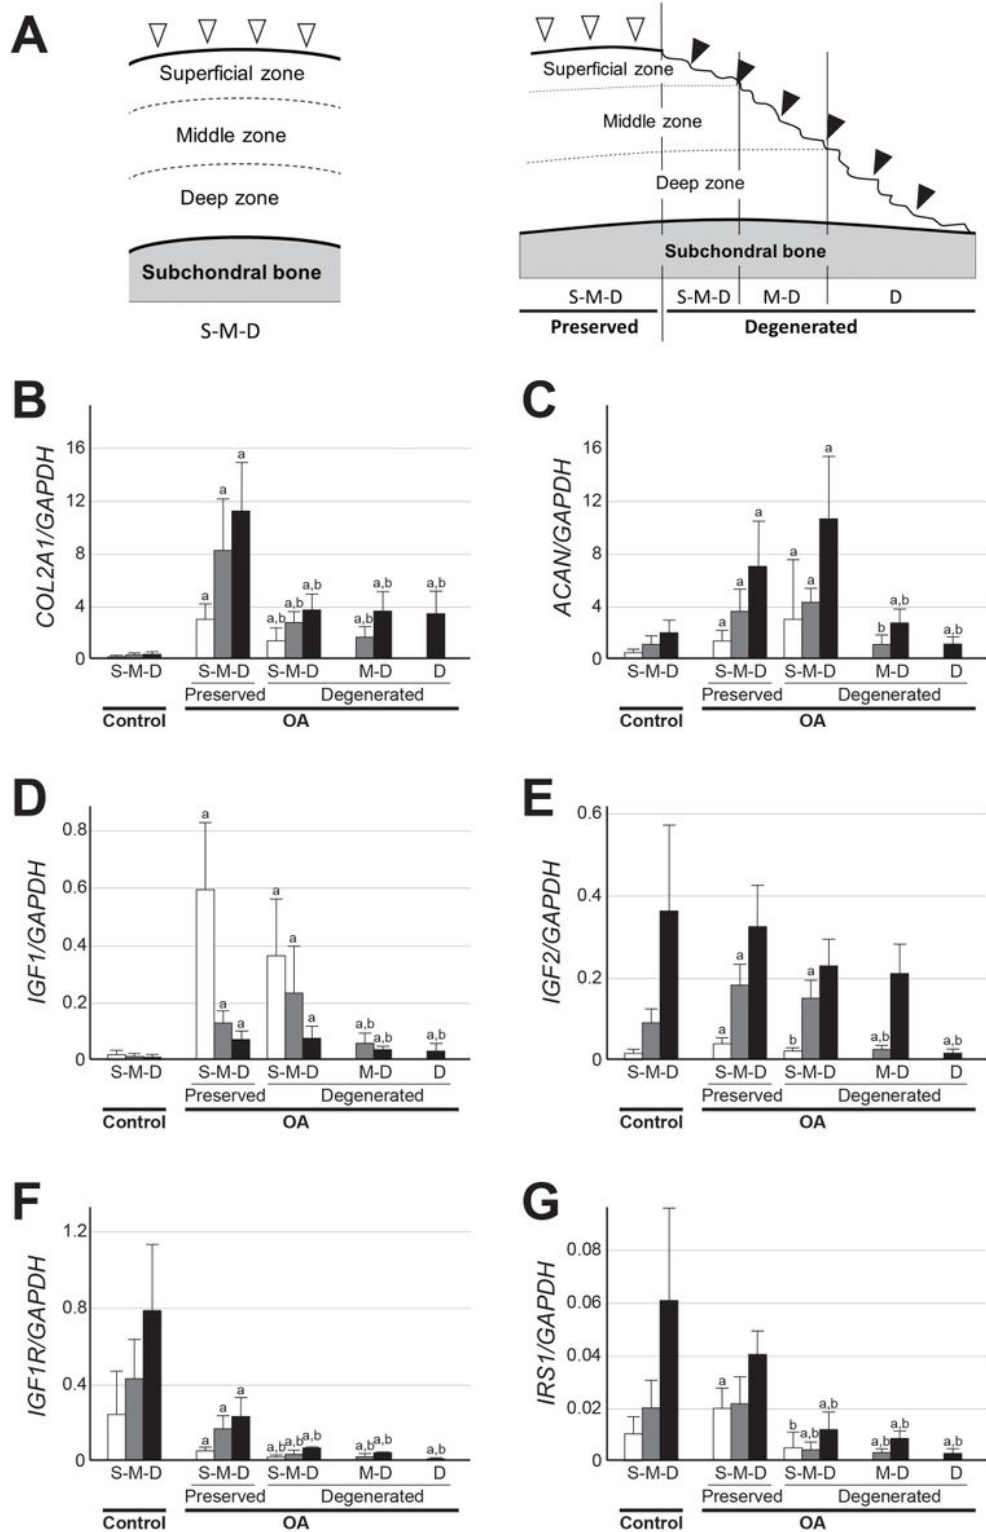 A
Superficial zone
Middle zone
Deep zone
Subchondral bone
S-M-D
Superficial zone
Middle zone
Deep zone
Subchondral bone
S-M-D S-M-D M-D D
Preserved Degenerated
B
COL2A1/GAPDH
16
12
8
4
0
a
a
a
a,b
a,b
a,b
a,b
a,b
a,b
S-M-D S-M-D S-M-D M-D D
Preserved Degenerated
Control OA
C
ACAN/GAPDH
16
12
8
4
0
a
a
a
a
a
a
b
a,b
a,b
S-M-D S-M-D S-M-D M-D D
Preserved Degenerated
Control OA
D
IGF1/GAPDH
0.8
0.6
0.4
0.2
0
a
a
a
a
a
a
a,b
a,b
a,b
S-M-D S-M-D S-M-D M-D D
Preserved Degenerated
Control OA
E
IGF2/GAPDH
0.6
0.4
0.2
0
a
a
b
a
a,b
a,b
S-M-D S-M-D S-M-D M-D D
Preserved Degenerated
Control OA
F
IGF1R/GAPDH
1.2
0.8
0.4
0
a
a
a
a,b
a,b
a,b
a,b
a,b
a,b
S-M-D S-M-D S-M-D M-D D
Preserved Degenerated
Control OA
G
IRS1/GAPDH
0.08
0.06
0.04
0.02
0
a
b
a,b
a,b
a,b
a,b
a,b
S-M-D S-M-D S-M-D M-D D
Preserved Degenerated
Control OA